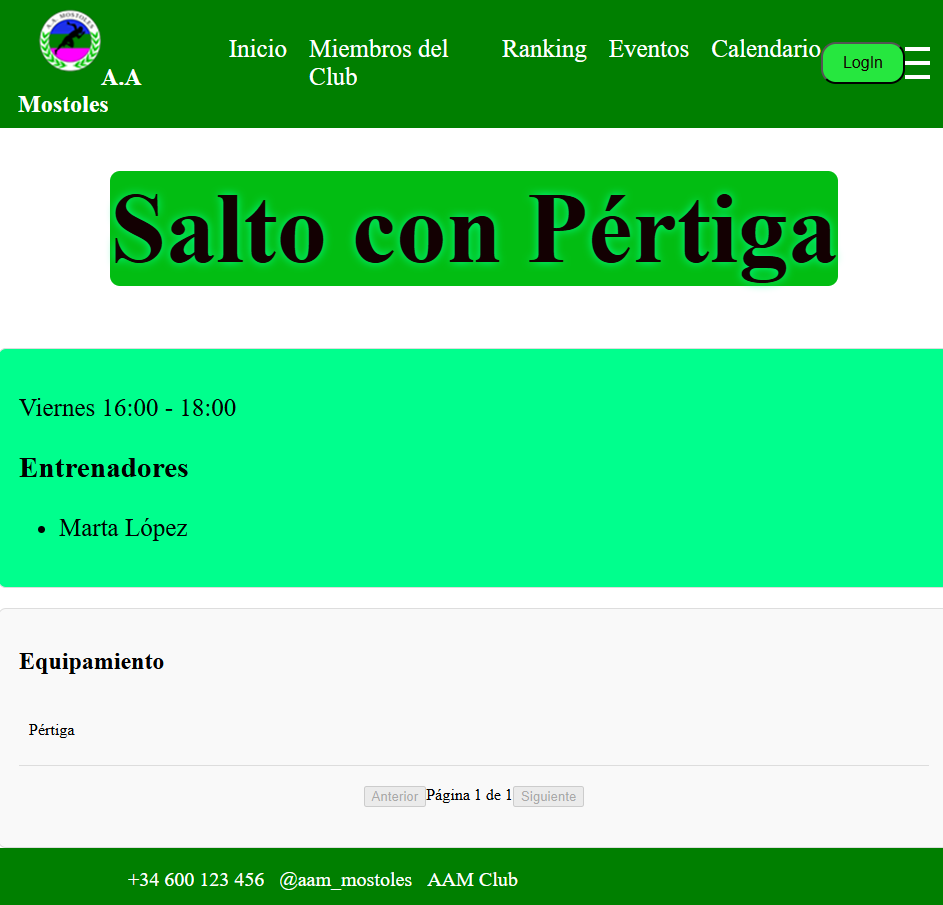 A. A. MOSTOLES
A.A
Mostoles
Inicio
Miembros del
Club
Ranking
Eventos
Calendario
LogIn
Salto con Pértiga
Viernes 16:00 - 18:00
Entrenadores
Marta López
Equipamiento
Pértiga
Anterior Página 1 de 1 Siguiente
+34 600 123 456 @aam_mostoles AAM Club